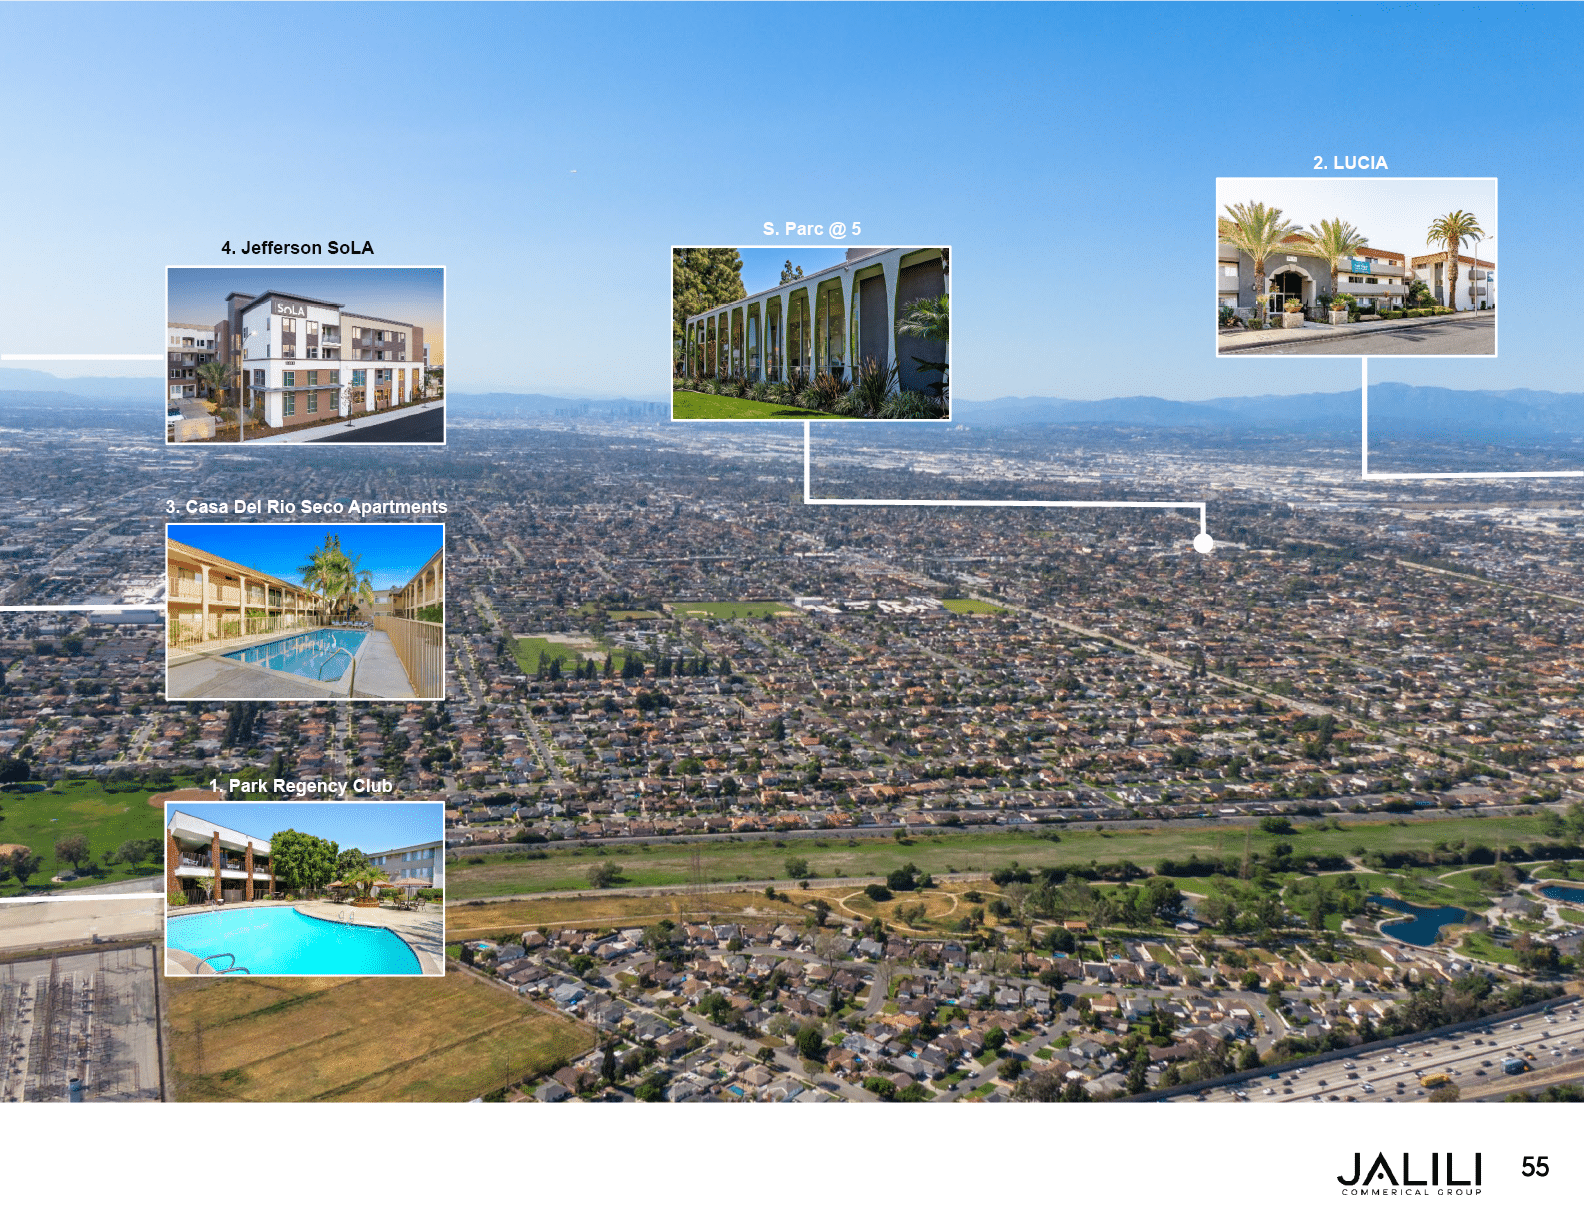 2. LUCIA
S. Parc @ 5
4. Jefferson SoLA
SoLA
3. Casa Del Rio Seco Apartments
1. Park Regency Club
JALILI
COMMERICAL GROUP
55